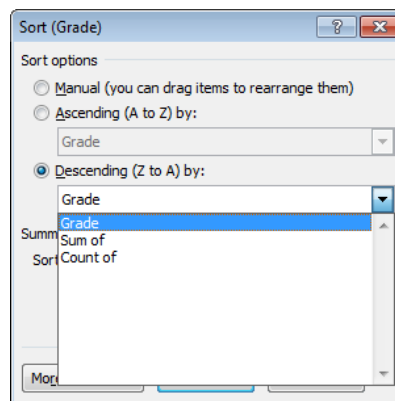 Sort (Grade)
Sort options
Manual (you can drag items to rearrange them)
Ascending (A to Z) by:
Grade
Descending (Z to A) by:
Grade
Grade
Summ
Sum of
Sort
Count of